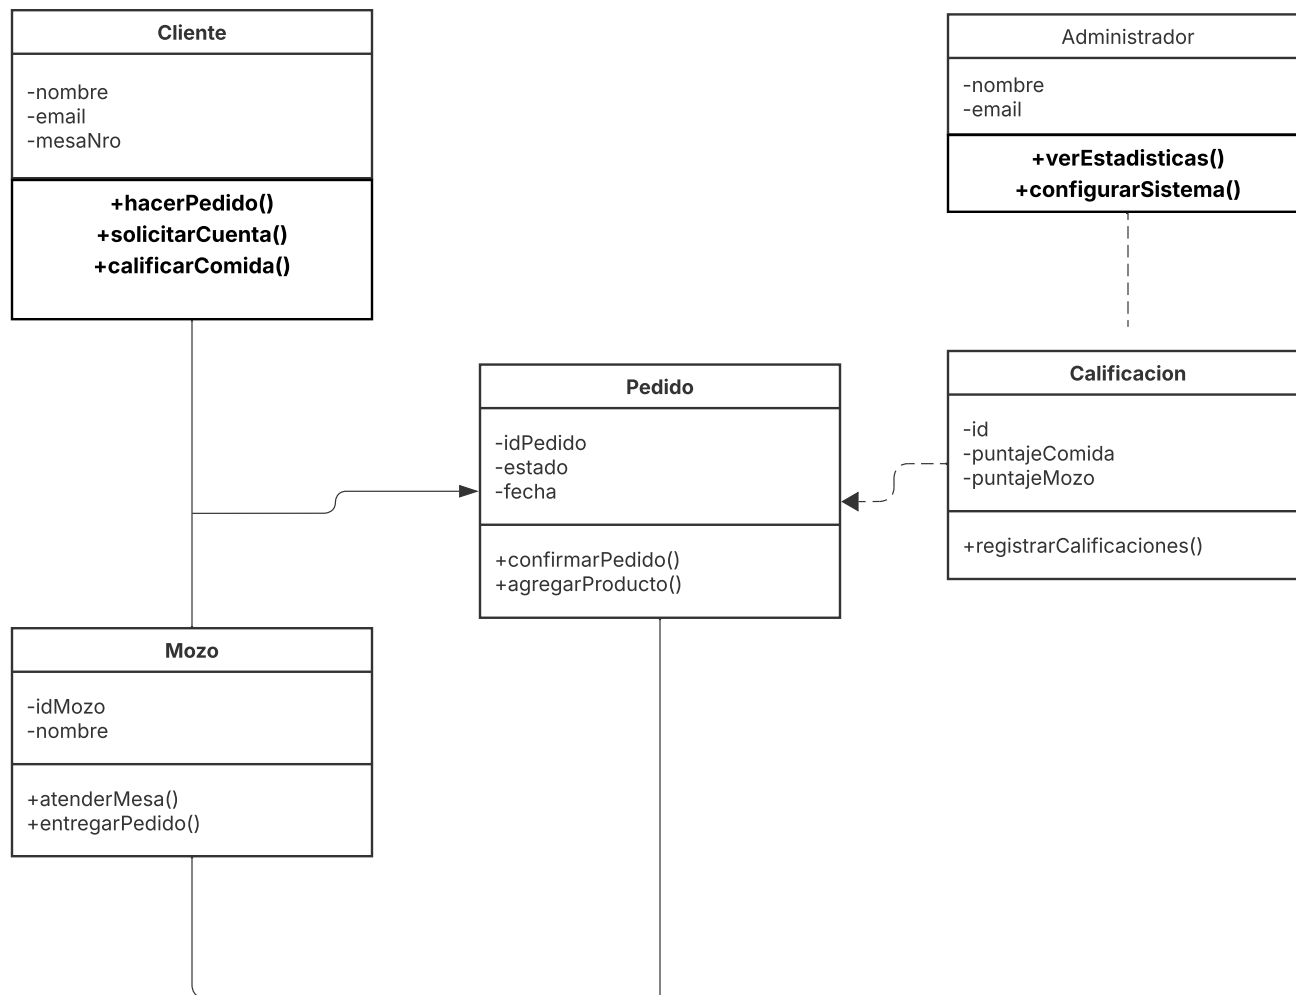 Cliente
-nombre
-email
-mesaNro
+hacerPedido()
+solicitarCuenta()
+calificarComida()
Administrador
-nombre
-email
+verEstadisticas()
+configurarSistema()
Pedido
-idPedido
-estado
-fecha
+confirmarPedido()
+agregarProducto()
Calificacion
-id
-puntajeComida
-puntajeMozo
+registrarCalificaciones()
Mozo
-idMozo
-nombre
+atenderMesa()
+entregarPedido()